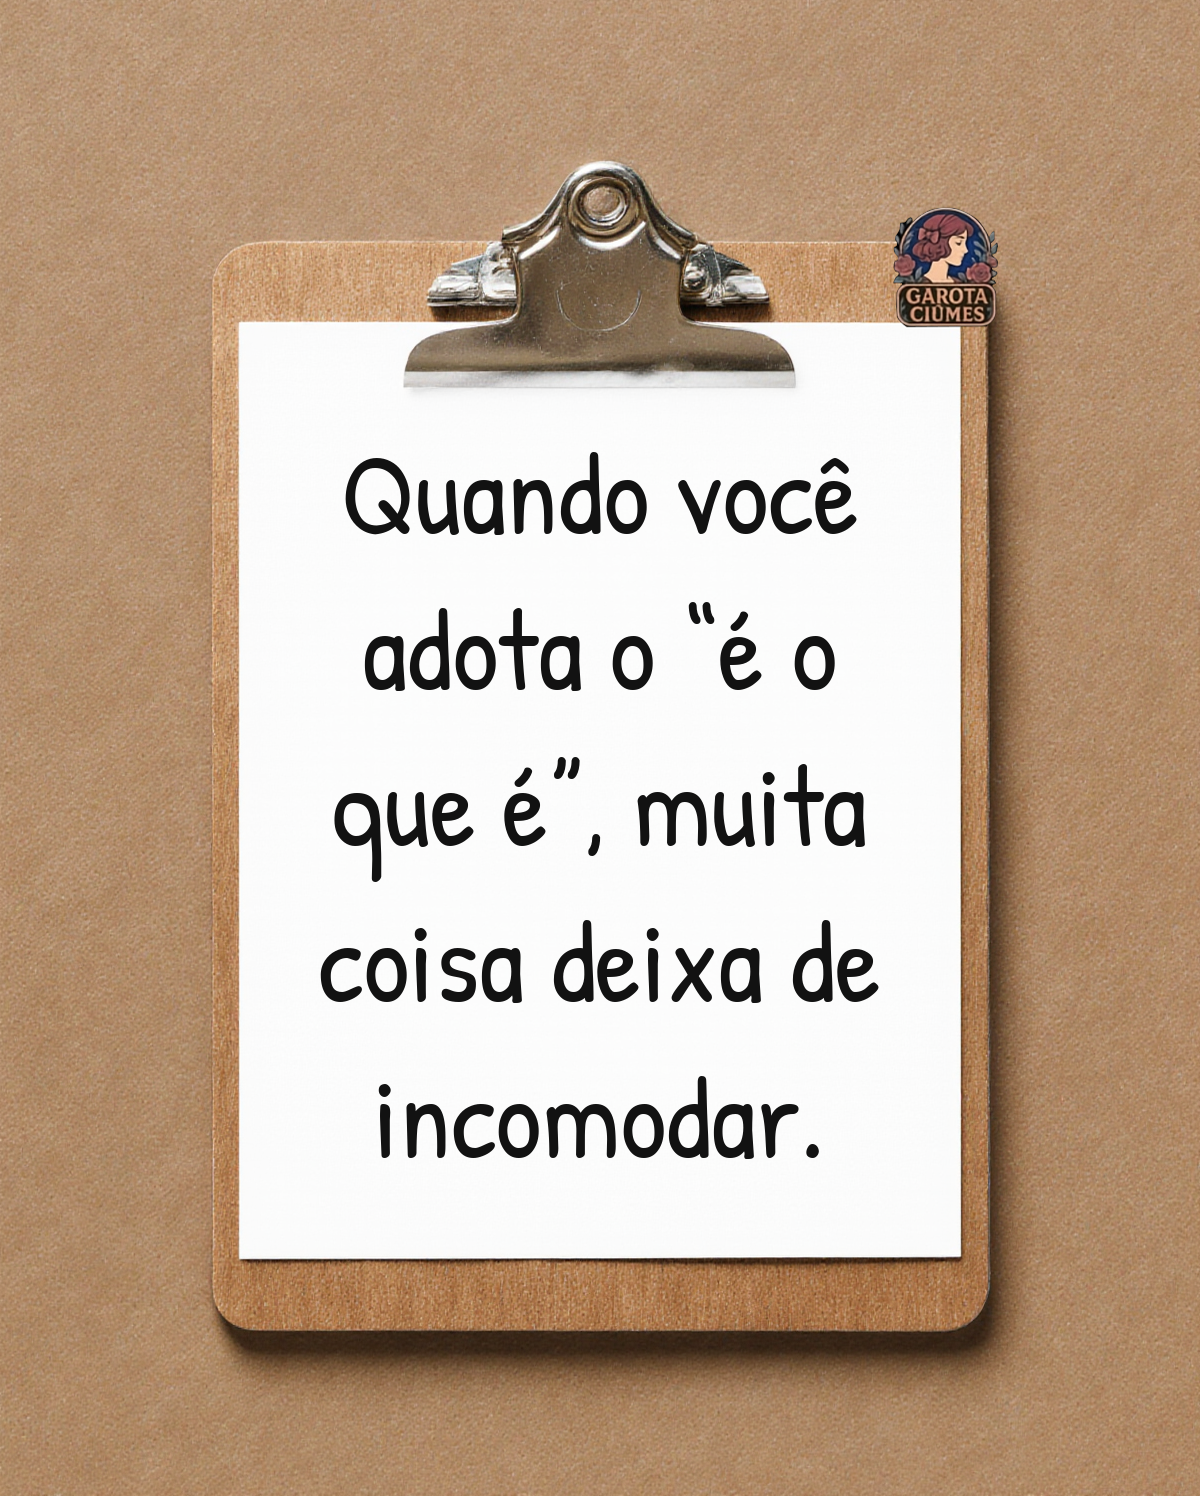 GAROTA
CIÚMES
Quando você
adota o “é o
que é”, muita
coisa deixa de
incomodar.